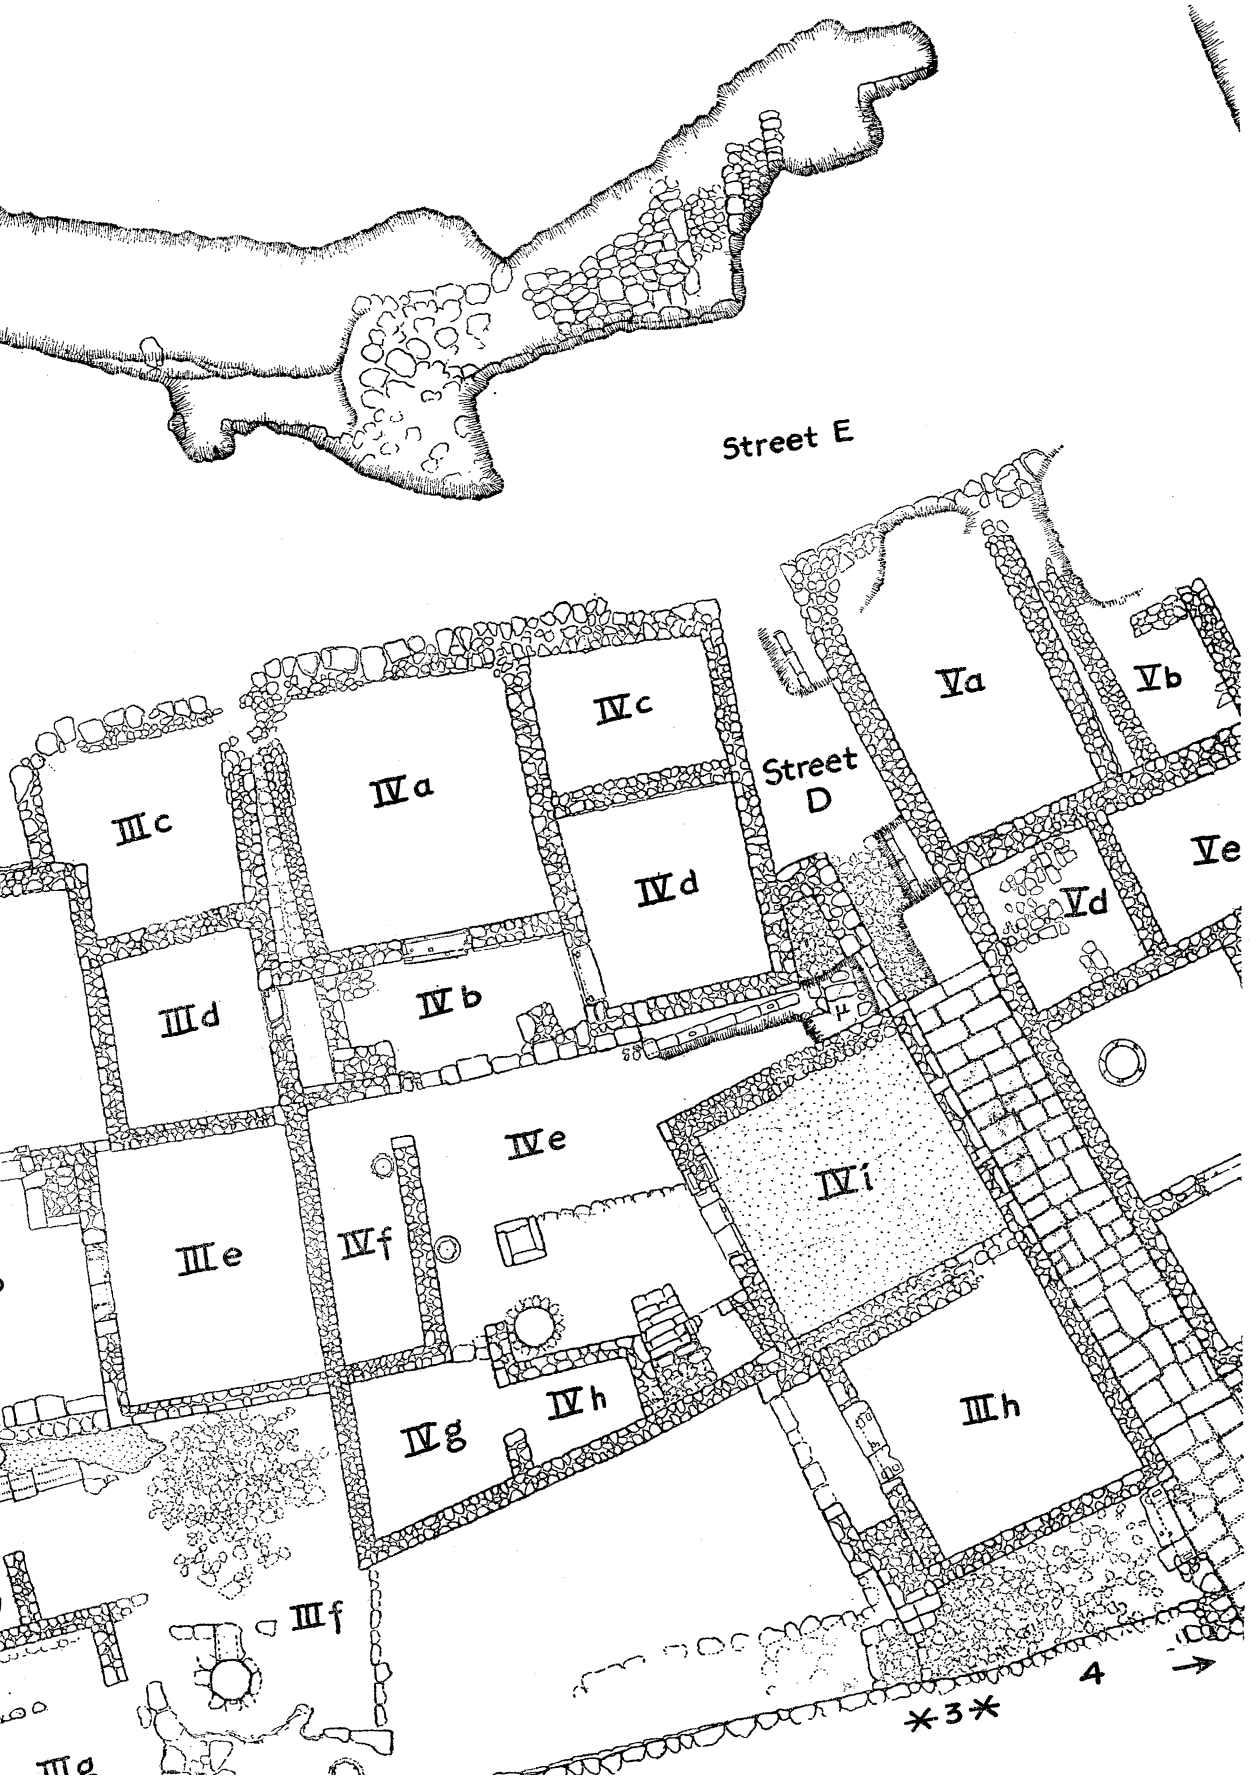 Street E
Va
Vb
IVc
Street
D
IVa
IIIc
Ve
IVd
Vd
IVb
IIId
μ
IVe
IVi
IVf
IIIe
IIIh
IVh
IVg
IIIf
4 →
*3*
IIIg